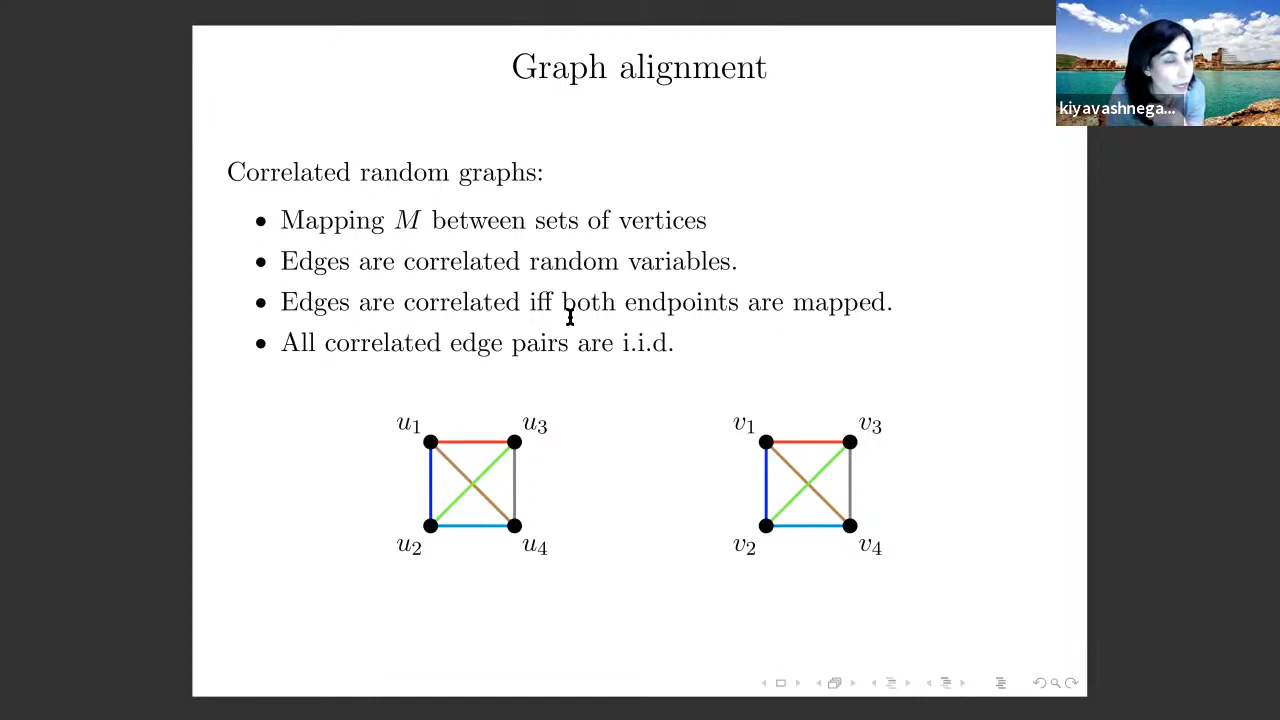 Graph alignment
kiyavashnega...
Correlated random graphs:
• Mapping M between sets of vertices
• Edges are correlated random variables.
• Edges are correlated iff both endpoints are mapped.
• All correlated edge pairs are i.i.d.
u₁ u₃ v₁ v₃
u₂ u₄ v₂ v₄